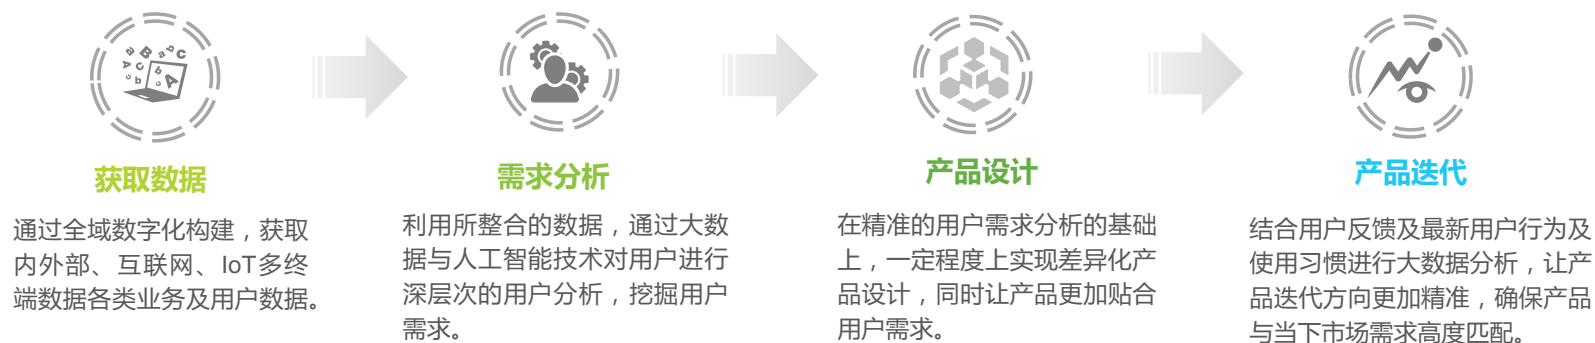 获取数据
通过全域数字化构建，获取
内外部、互联网、IoT多终
端数据各类业务及用户数据。
需求分析
利用所整合的数据，通过大数
据与人工智能技术对用户进行
深层次的用户分析，挖掘用户
需求。
产品设计
在精准的用户需求分析的基础
上，一定程度上实现差异化产
品设计，同时让产品更加贴合
用户需求。
产品迭代
结合用户反馈及最新用户行为及
使用习惯进行大数据分析，让产
品迭代方向更加精准，确保产品
与当下市场需求高度匹配。